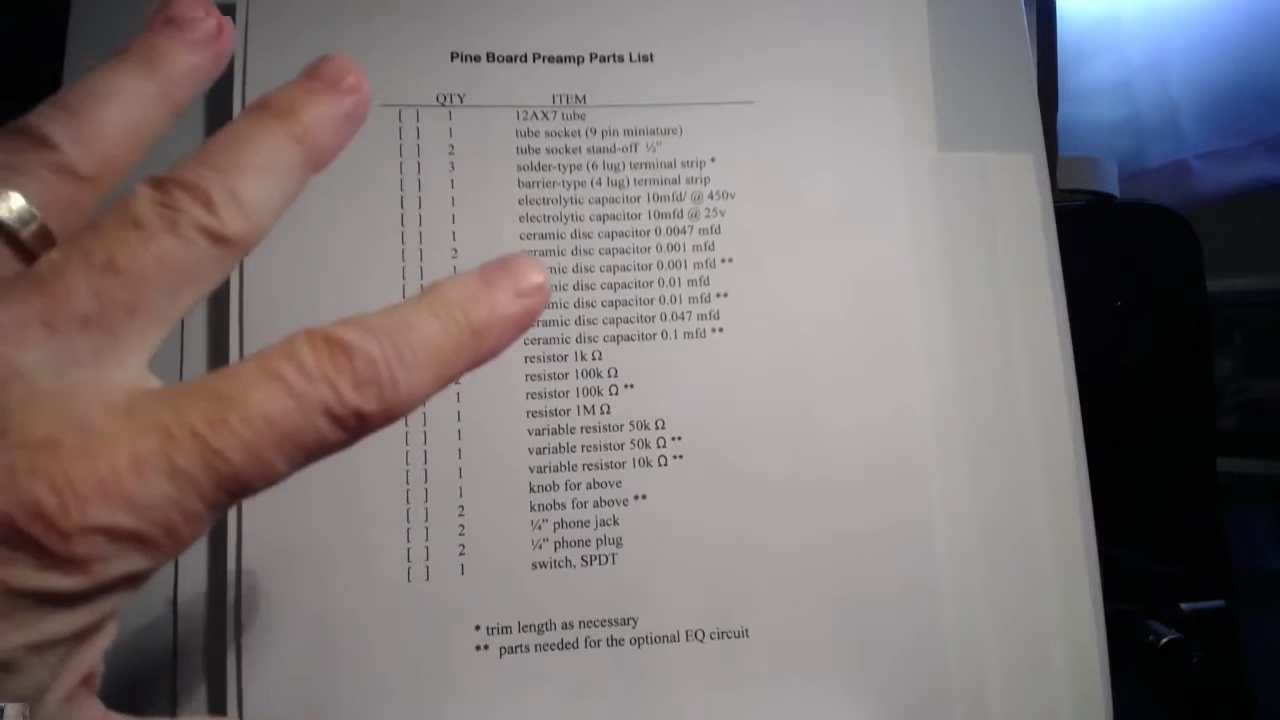 Pine Board Preamp Parts List
QTY ITEM
[ ] 1 12AX7 tube
[ ] 1 tube socket (9 pin miniature)
[ ] 2 tube socket stand-off ½"
[ ] 3 solder-type (6 lug) terminal strip *
[ ] 1 barrier-type (4 lug) terminal strip
[ ] 1 electrolytic capacitor 10mfd/ @ 450v
[ ] 1 electrolytic capacitor 10mfd @ 25v
[ ] 1 ceramic disc capacitor 0.0047 mfd
[ ] 2 ceramic disc capacitor 0.001 mfd
[ ] disc capacitor 0.001 mfd **
disc capacitor 0.01 mfd
disc capacitor 0.01 mfd **
ceramic disc capacitor 0.047 mfd
ceramic disc capacitor 0.1 mfd **
resistor 1k Ω
resistor 100k Ω
1 resistor 100k Ω **
[ ] 1 resistor 1M Ω
[ ] 1 variable resistor 50k Ω
[ ] 1 variable resistor 50k Ω **
[ ] 1 variable resistor 10k Ω **
[ ] 1 knob for above
[ ] 2 knobs for above **
[ ] 2 ¼" phone jack
[ ] 2 ¼" phone plug
[ ] 1 switch, SPDT
* trim length as necessary
** parts needed for the optional EQ circuit